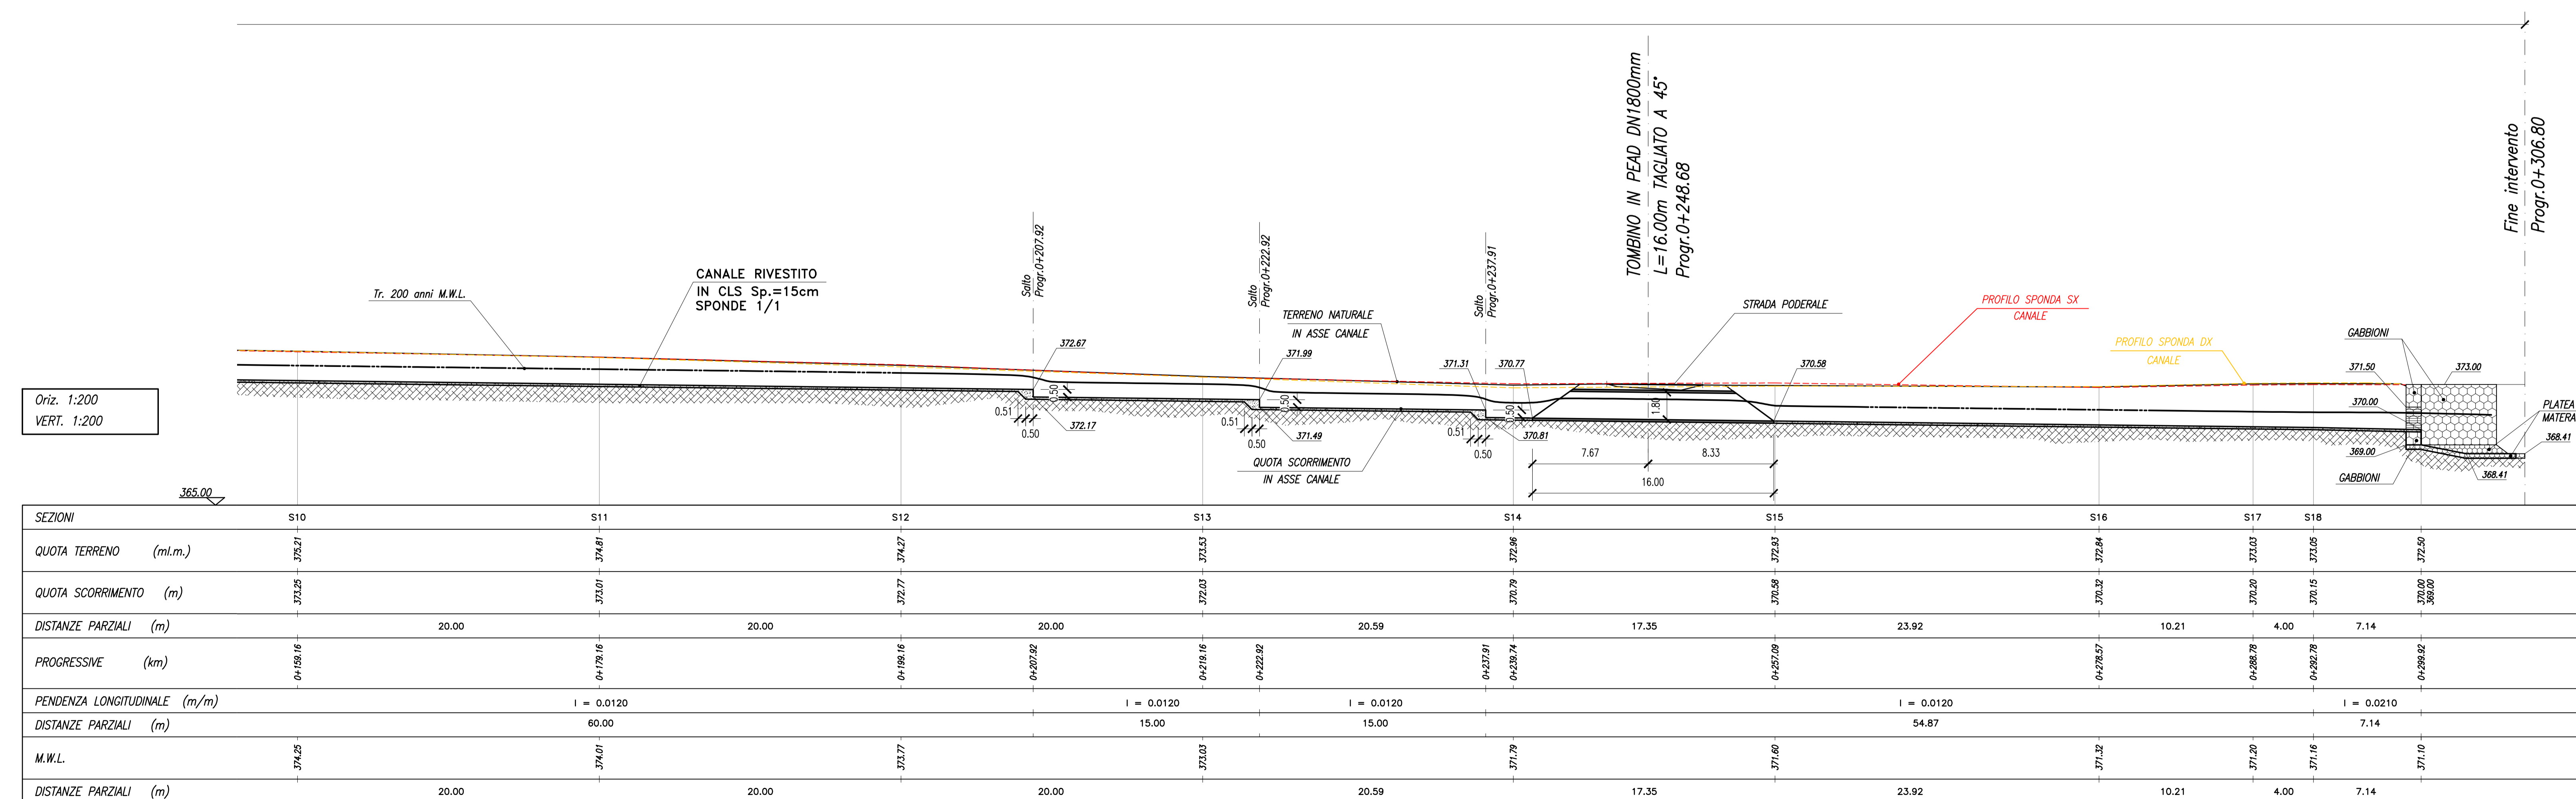 TOMBINO IN PEAD DN1800mm
L=16.00m TAGLIATO A 45°
Progr.0+248.68
Fine intervento
Progr.0+306.80
Salto
Progr.0+207.92
Salto
Progr.0+222.92
Salto
Progr.0+237.91
Tr. 200 anni M.W.L.
CANALE RIVESTITO
IN CLS Sp.=15cm
SPONDE 1/1
TERRENO NATURALE
IN ASSE CANALE
STRADA PODERALE
PROFILO SPONDA SX
CANALE
PROFILO SPONDA DX
CANALE
GABBIONI
372.67
371.99
371.31
370.77
370.58
371.50
373.00
370.00
PLATEA
MATERA
368.41
369.00
368.41
GABBIONI
0.50
0.51
0.50
372.17
0.50
0.51
0.50
371.49
0.50
0.51
0.50
370.81
1.80
7.67
8.33
16.00
QUOTA SCORRIMENTO
IN ASSE CANALE
Oriz. 1:200
VERT. 1:200
365.00
SEZIONI S10 S11 S12 S13 S14 S15 S16 S17 S18
QUOTA TERRENO (ml.m.) 375.21 374.81 374.27 373.53 372.96 372.93 372.84 373.03 373.05 372.50
QUOTA SCORRIMENTO (m) 373.25 373.01 372.77 372.03 370.79 370.58 370.32 370.20 370.15 370.00 369.00
DISTANZE PARZIALI (m) 20.00 20.00 20.00 20.59 17.35 23.92 10.21 4.00 7.14
PROGRESSIVE (km) 0+159.16 0+179.16 0+199.16 0+207.92 0+219.16 0+222.92 0+237.91 0+239.74 0+257.09 0+278.57 0+288.78 0+292.78 0+299.92
PENDENZA LONGITUDINALE (m/m) I = 0.0120 I = 0.0120 I = 0.0120 I = 0.0120 I = 0.0210
DISTANZE PARZIALI (m) 60.00 15.00 15.00 54.87 7.14
M.W.L. 374.25 374.01 373.77 373.03 371.79 371.60 371.32 371.20 371.16 371.10
DISTANZE PARZIALI (m) 20.00 20.00 20.00 20.59 17.35 23.92 10.21 4.00 7.14